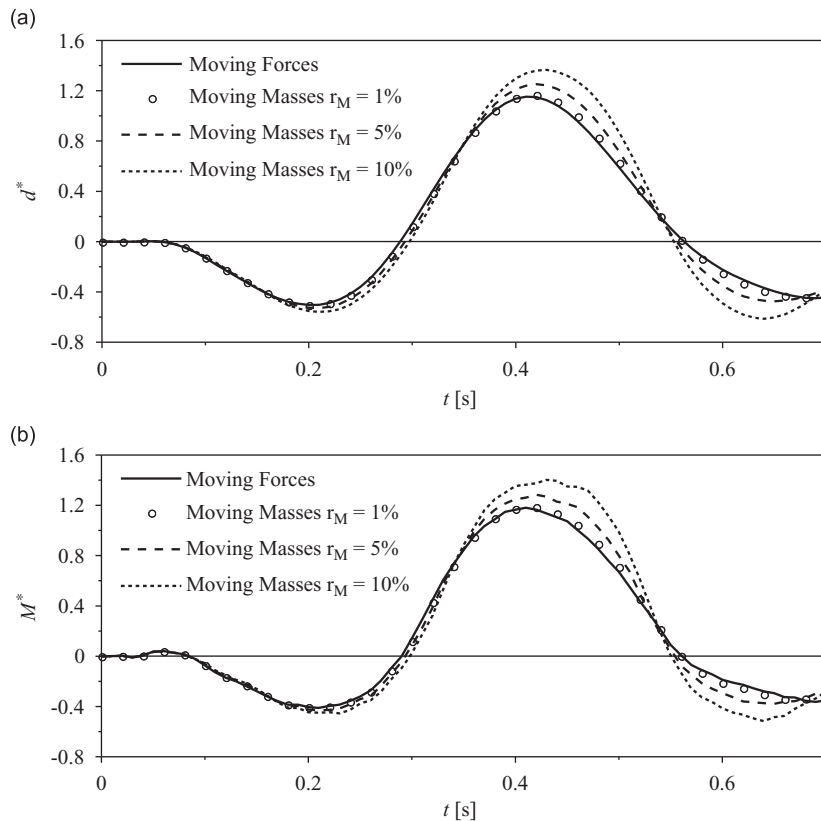 (a)
1.6
Moving Forces
1.2
Moving Masses r_M = 1%
0.8
Moving Masses r_M = 5%
Moving Masses r_M = 10%
0.4
d*
0
-0.4
-0.8
0 0.2 0.4 0.6
t [s]
(b)
1.6
Moving Forces
1.2
Moving Masses r_M = 1%
0.8
Moving Masses r_M = 5%
Moving Masses r_M = 10%
0.4
M*
0
-0.4
-0.8
0 0.2 0.4 0.6
t [s]